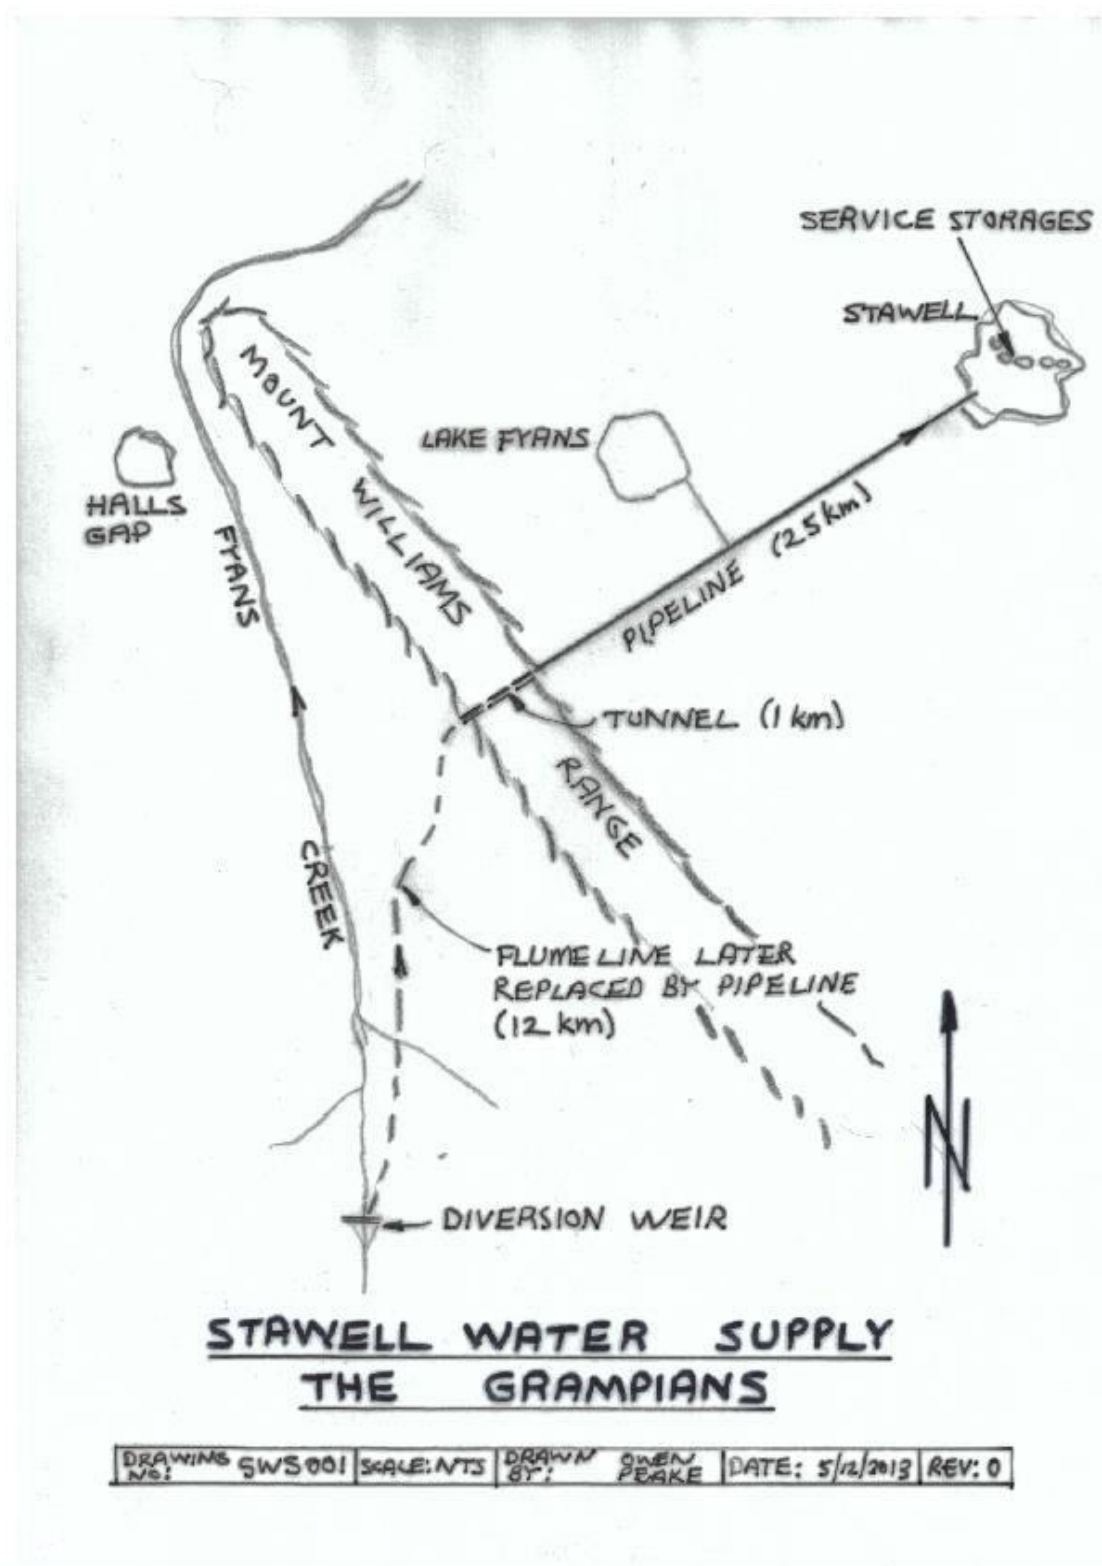 SERVICE STORAGES
STAWELL
LAKE FYANS
MOUNT WILLIAMS RANGE
HALLS
GAP
FYANS CREEK
PIPELINE (25 km)
TUNNEL (1 km)
FLUME LINE LATER
REPLACED BY PIPELINE
(12 km)
N
DIVERSION WEIR
STAWELL WATER SUPPLY
THE GRAMPIANS
DRAWING NO: SWS001 SCALE: NTS DRAWN BY: OWEN PEAKE DATE: 5/12/2013 REV: 0